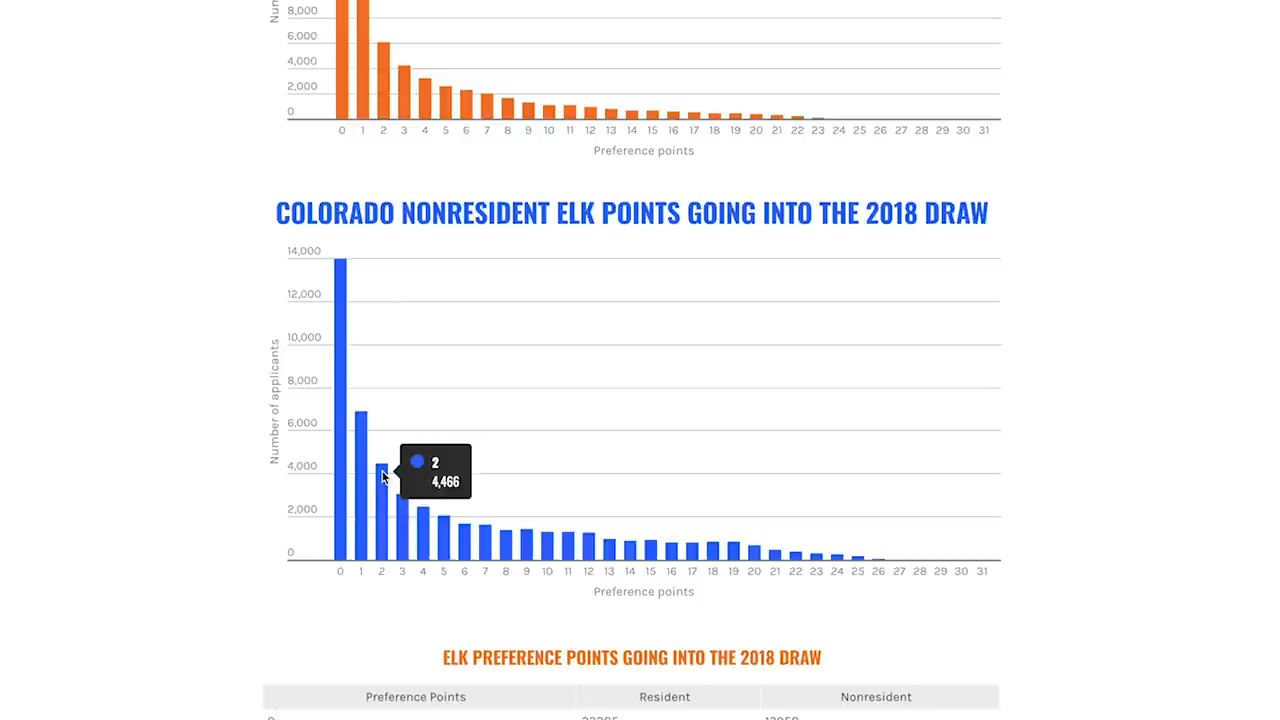 Num
8,000
6,000
4,000
2,000
0
0 1 2 3 4 5 6 7 8 9 10 11 12 13 14 15 16 17 18 19 20 21 22 23 24 25 26 27 28 29 30 31
Preference points
COLORADO NONRESIDENT ELK POINTS GOING INTO THE 2018 DRAW
14,000
12,000
10,000
8,000
6,000
4,000
2,000
0
Number of applicants
2
4,466
0 1 2 3 4 5 6 7 8 9 10 11 12 13 14 15 16 17 18 19 20 21 22 23 24 25 26 27 28 29 30 31
Preference points
ELK PREFERENCE POINTS GOING INTO THE 2018 DRAW
Preference Points Resident Nonresident